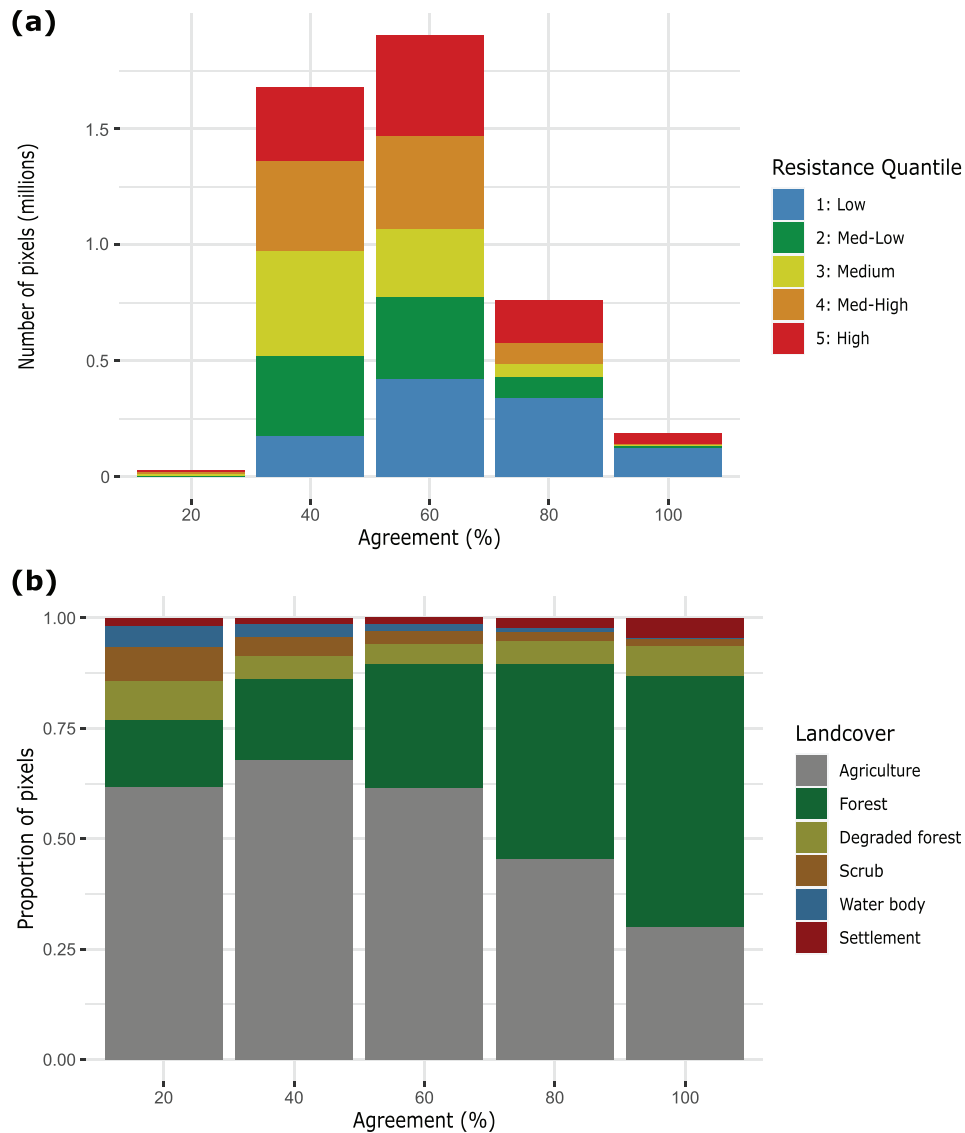 (a)
1.5
1.0
0.5
0
Number of pixels (millions)
20 40 60 80 100
Agreement (%)
Resistance Quantile
1: Low
2: Med-Low
3: Medium
4: Med-High
5: High
(b)
1.00
0.75
0.50
0.25
0.00
Proportion of pixels
20 40 60 80 100
Agreement (%)
Landcover
Agriculture
Forest
Degraded forest
Scrub
Water body
Settlement